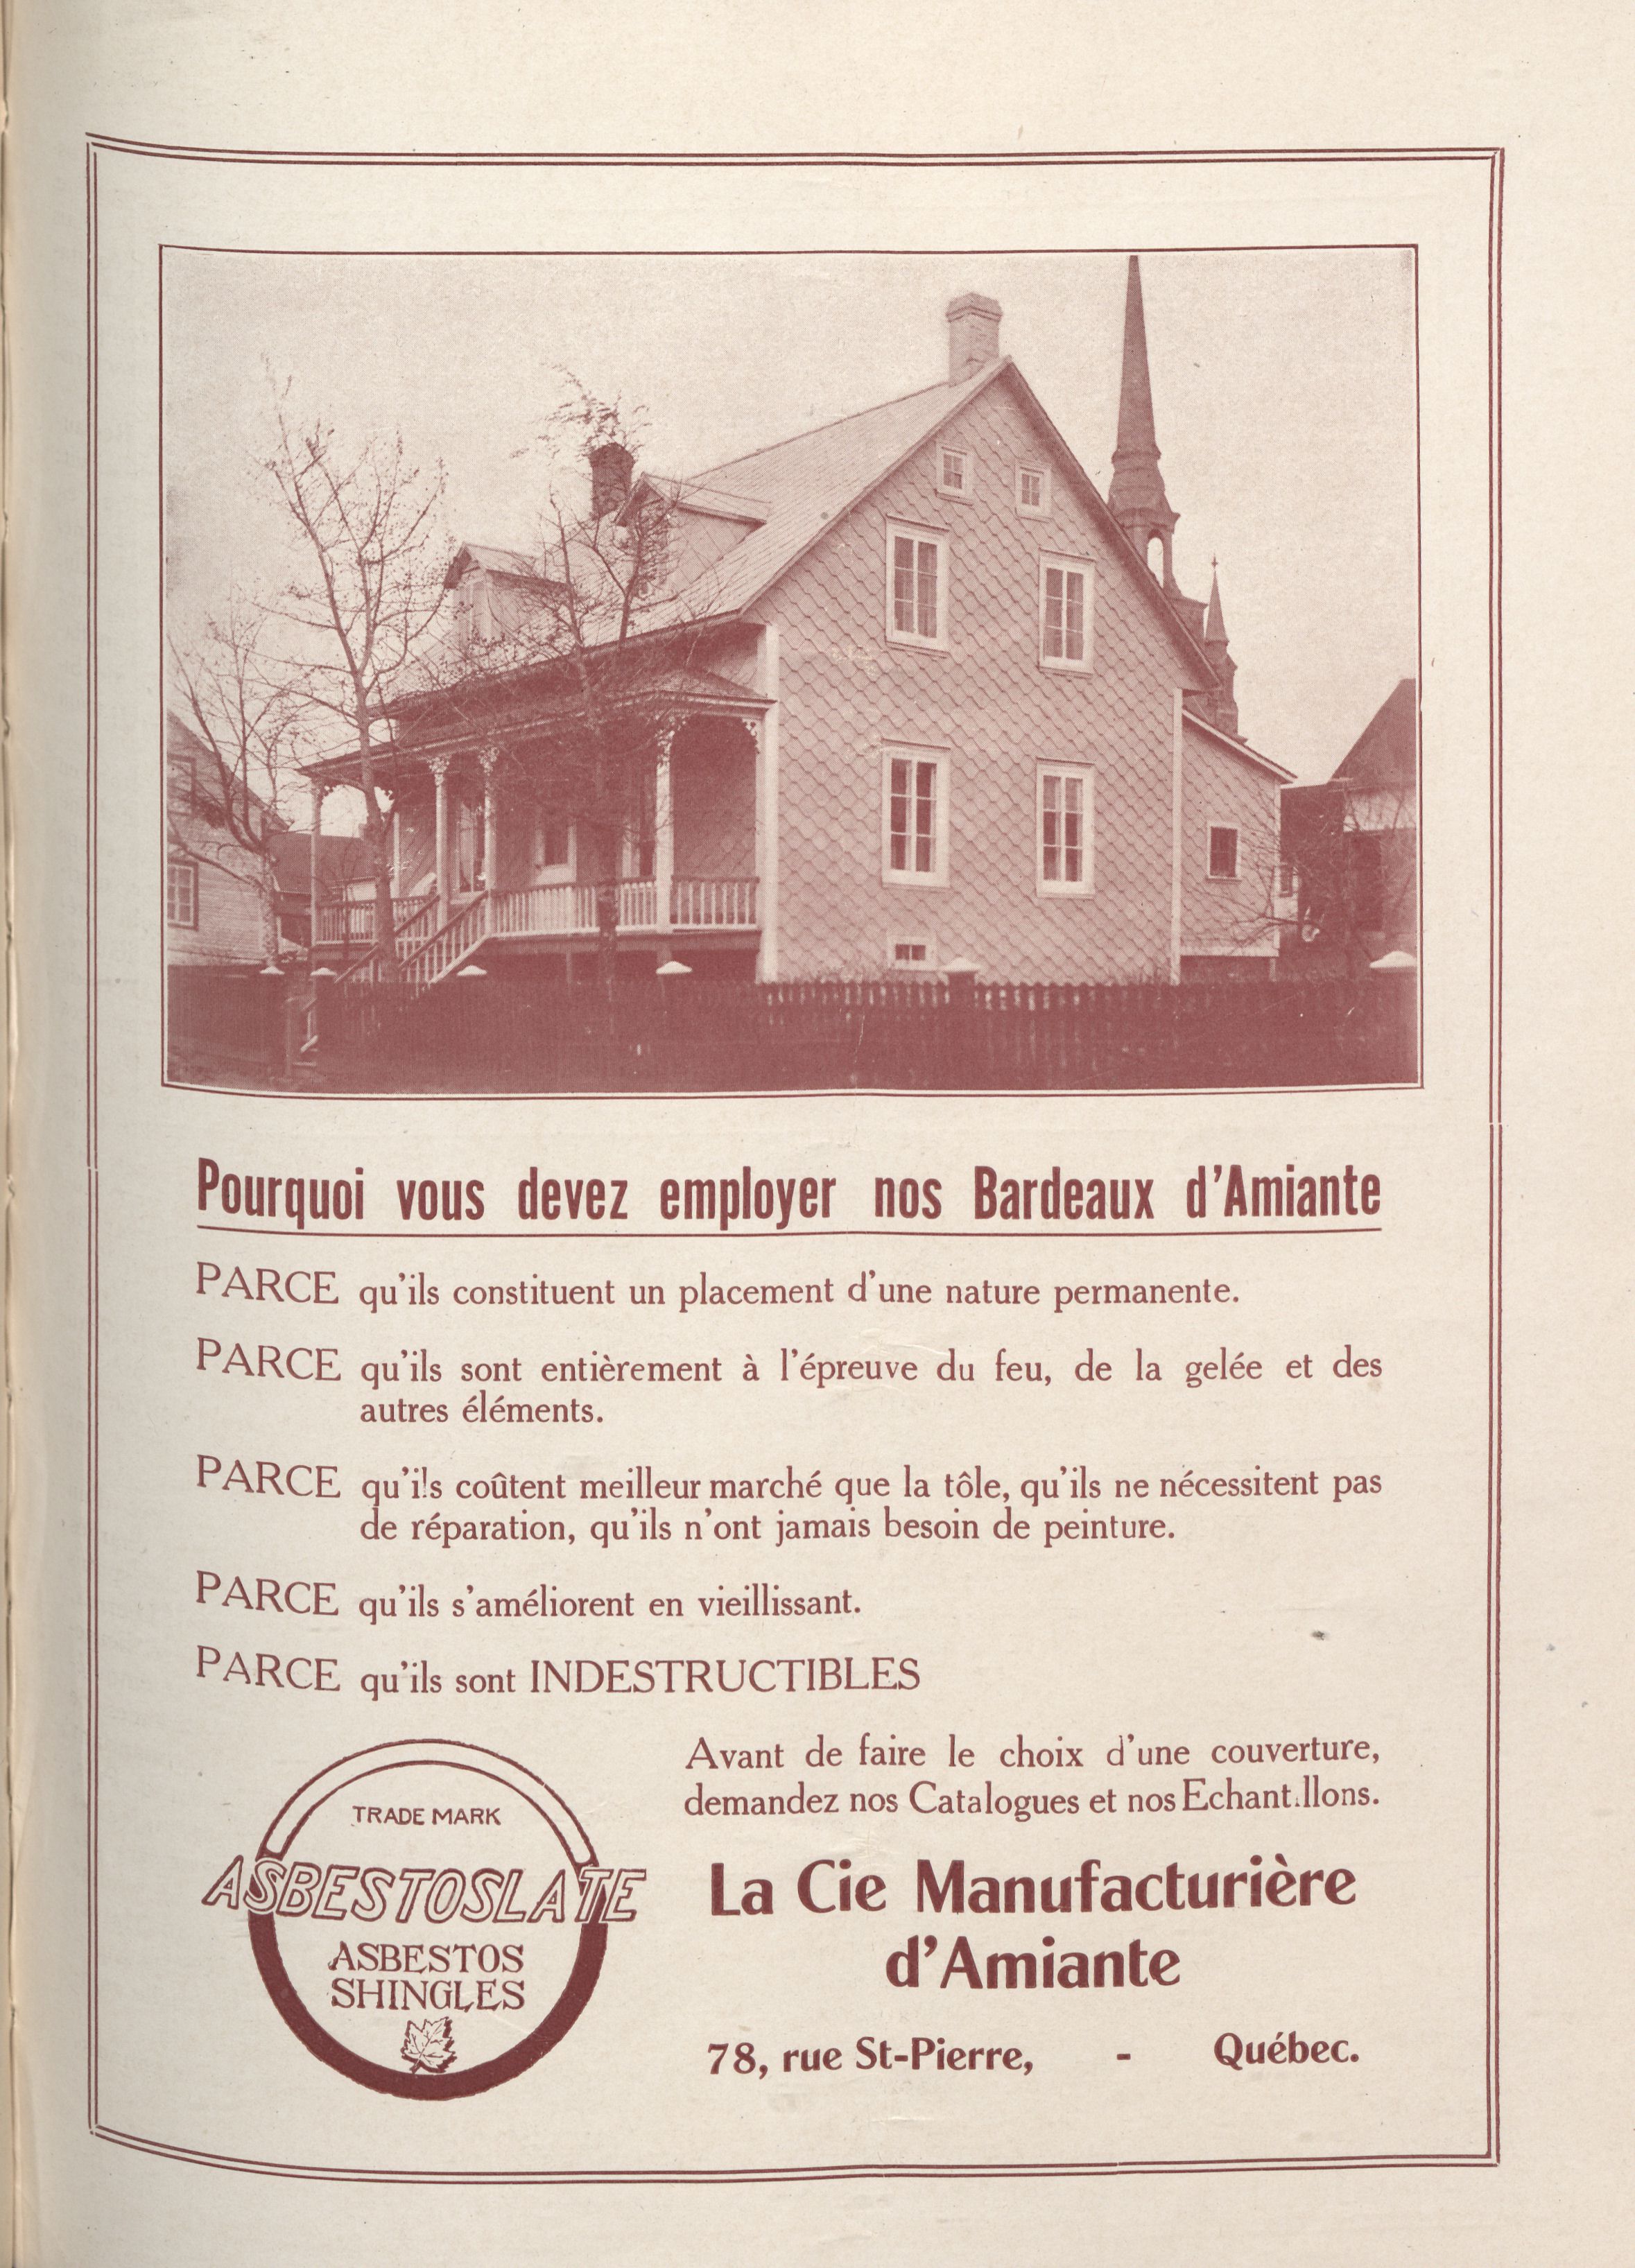 Pourquoi vous devez employer nos Bardeaux d'Amiante
PARCE qu'ils constituent un placement d'une nature permanente.
PARCE qu'ils sont entièrement à l'épreuve du feu, de la gelée et des
autres éléments.
PARCE qu'ils coûtent meilleur marché que la tôle, qu'ils ne nécessitent pas
de réparation, qu'ils n'ont jamais besoin de peinture.
PARCE qu'ils s'améliorent en vieillissant.
PARCE qu'ils sont INDESTRUCTIBLES
Avant de faire le choix d'une couverture,
demandez nos Catalogues et nos Echantillons.
TRADE MARK
ASBESTOSLATE
ASBESTOS
SHINGLES
La Cie Manufacturière
d'Amiante
78, rue St-Pierre, - Québec.